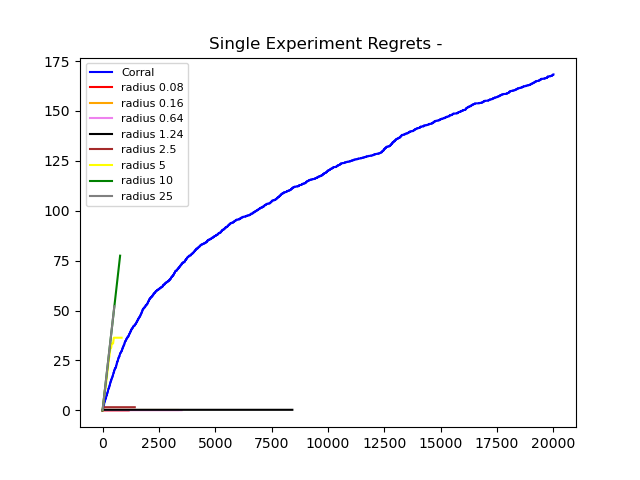 Single Experiment Regrets -
175
150
125
100
75
50
25
0
Corral
radius 0.08
radius 0.16
radius 0.64
radius 1.24
radius 2.5
radius 5
radius 10
radius 25
0 2500 5000 7500 10000 12500 15000 17500 20000